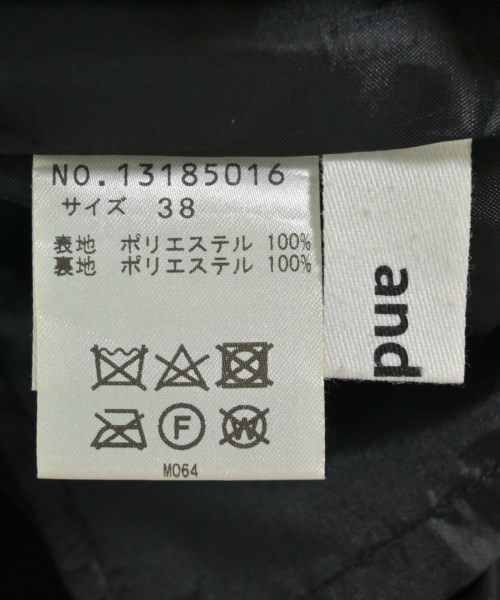 NO.13185016
サイズ 38
表地 ポリエステル 100%
裏地 ポリエステル 100%
F
W
M064
and